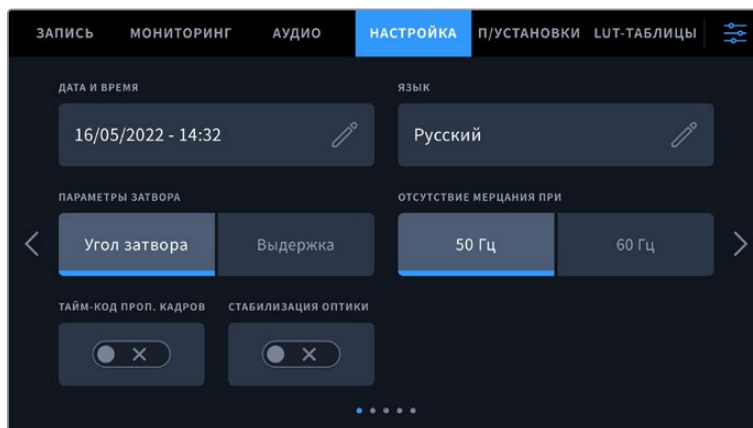 ЗАПИСЬ МОНИТОРИНГ АУДИО НАСТРОЙКА П/УСТАНОВКИ LUT-ТАБЛИЦЫ
ДАТА И ВРЕМЯ ЯЗЫК
16/05/2022 - 14:32 Русский
ПАРАМЕТРЫ ЗАТВОРА ОТСУТСТВИЕ МЕРЦАНИЯ ПРИ
Угол затвора Выдержка 50 Гц 60 Гц
ТАЙМ-КОД ПРОП. КАДРОВ СТАБИЛИЗАЦИЯ ОПТИКИ